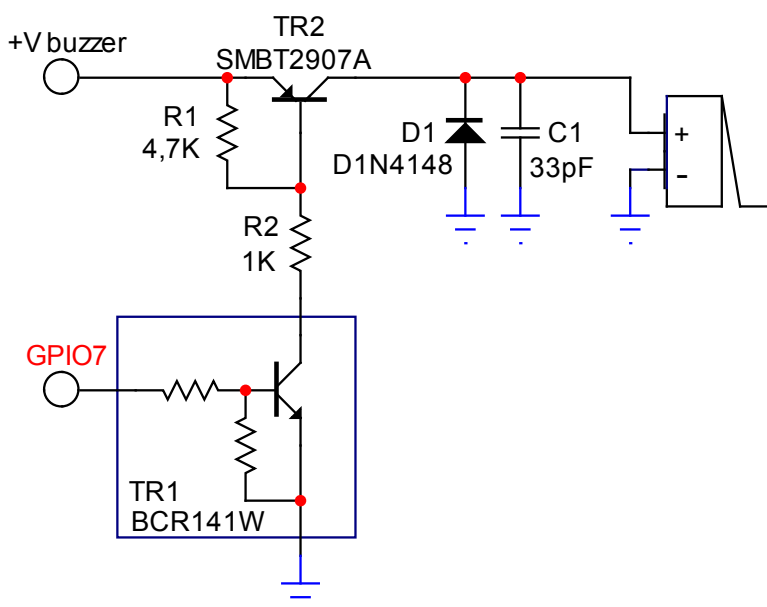 TR2
+V buzzer
SMBT2907A
R1
4,7K
D1
D1N4148
C1
33pF
+
-
R2
1K
GPIO7
TR1
BCR141W